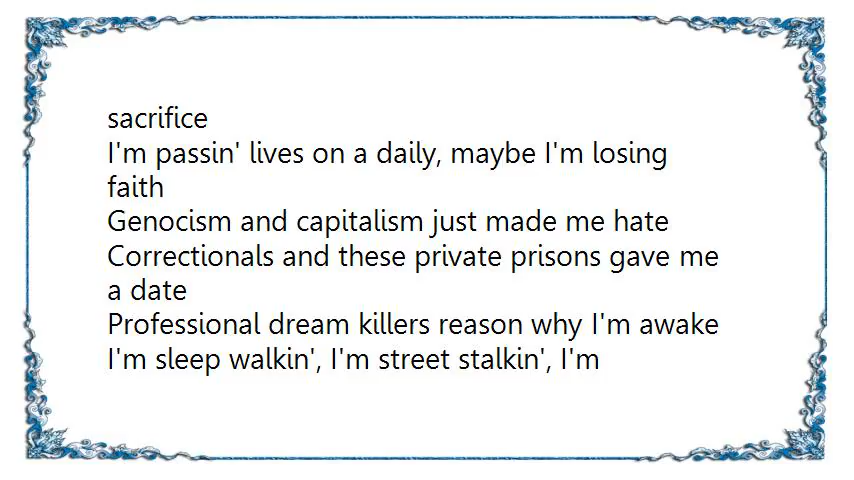 sacrifice
I'm passin' lives on a daily, maybe I'm losing
faith
Genocism and capitalism just made me hate
Correctionals and these private prisons gave me
a date
Professional dream killers reason why I'm awake
I'm sleep walkin', I'm street stalkin', I'm